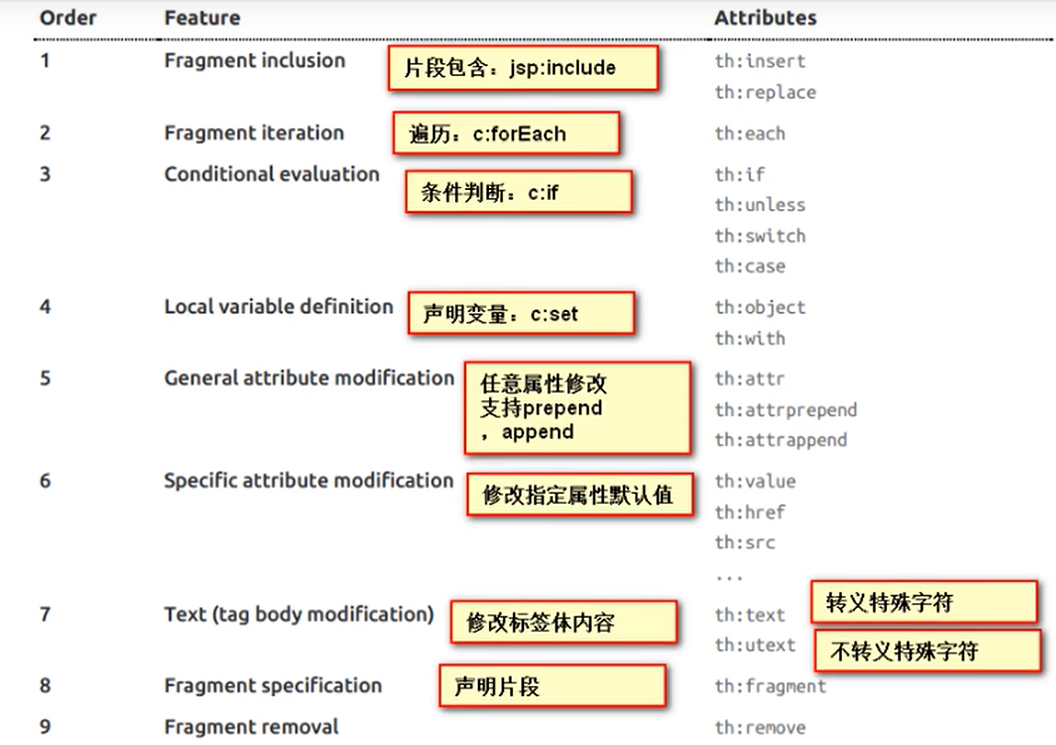 Order Feature Attributes
1 Fragment inclusion 片段包含：jsp:include th:insert
th:replace
2 Fragment iteration 遍历：c:forEach th:each
3 Conditional evaluation 条件判断：c:if th:if
th:unless
th:switch
th:case
4 Local variable definition 声明变量：c:set th:object
th:with
5 General attribute modification 任意属性修改 th:attr
支持prepend th:attrprepend
，append th:attrappend
6 Specific attribute modification 修改指定属性默认值 th:value
th:href
th:src
...
7 Text (tag body modification) 修改标签体内容 th:text 转义特殊字符
th:utext 不转义特殊字符
8 Fragment specification 声明片段 th:fragment
9 Fragment removal th:remove